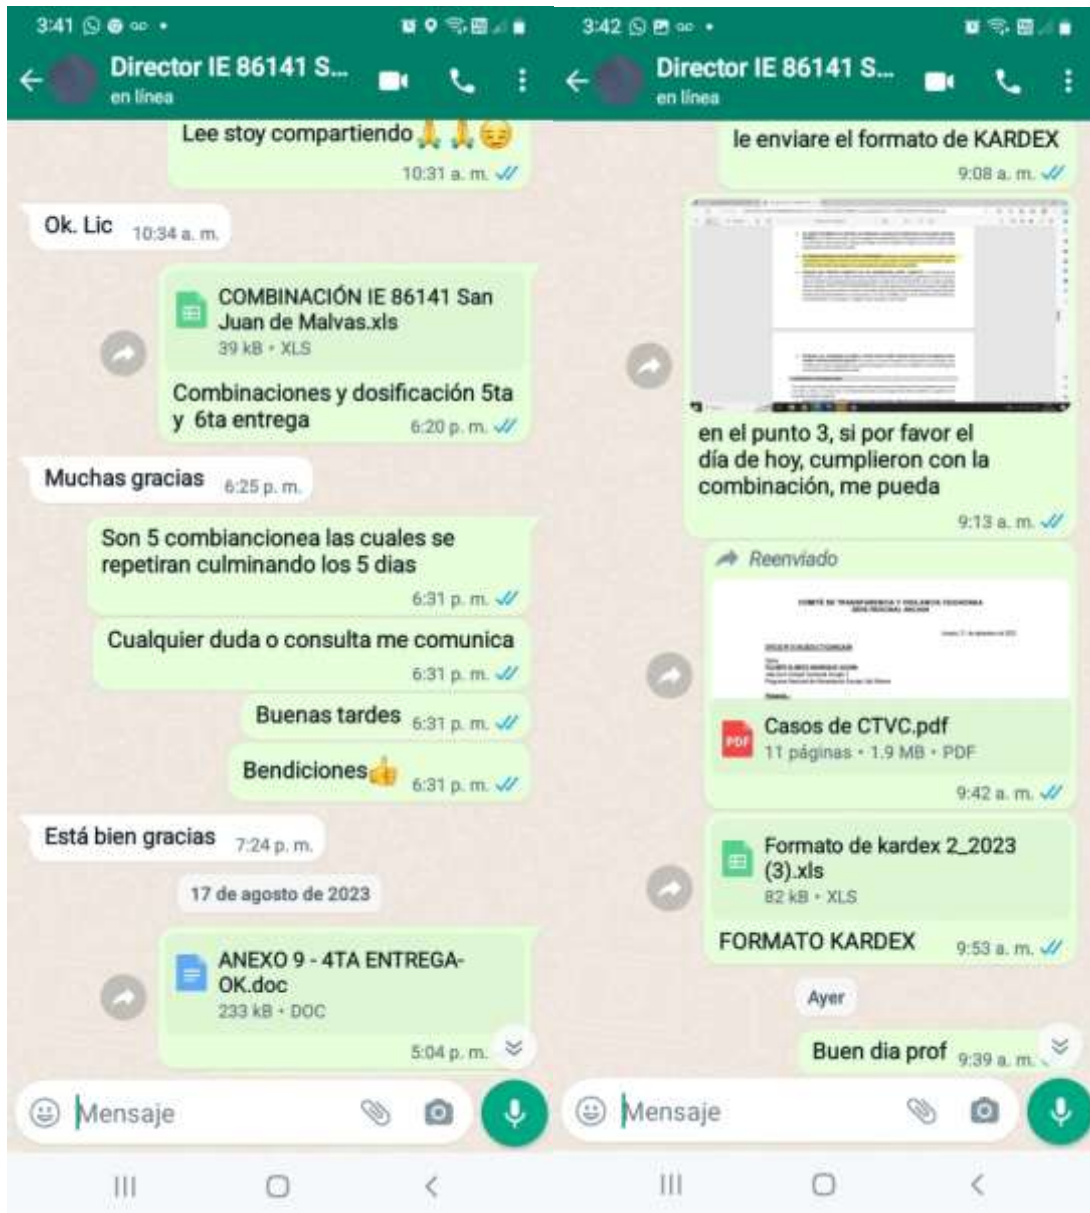 3:41
Director IE 86141 S...
en línea
Lee stoy compartiendo🙏🙏😔
10:31 a. m.
Ok. Lic 10:34 a. m.
COMBINACIÓN IE 86141 San
Juan de Malvas.xls
39 kB • XLS
Combinaciones y dosificación 5ta
y 6ta entrega 6:20 p. m.
Muchas gracias 6:25 p. m.
Son 5 combiancionea las cuales se
repetiran culminando los 5 dias
6:31 p. m.
Cualquier duda o consulta me comunica
6:31 p. m.
Buenas tardes 6:31 p. m.
Bendiciones👍 6:31 p. m.
Está bien gracias 7:24 p. m.
17 de agosto de 2023
ANEXO 9 - 4TA ENTREGA-
OK.doc
233 kB • DOC
5:04 p. m.
Mensaje
3:42
Director IE 86141 S...
en línea
le enviare el formato de KARDEX
9:08 a. m.
en el punto 3, si por favor el
día de hoy, cumplieron con la
combinación, me pueda
9:13 a. m.
Reenviado
COMITÉ DE TRANSPARENCIA Y VIGILANCIA CIUDADANA
Casos de CTVC.pdf
PDF
11 páginas • 1.9 MB • PDF
9:42 a. m.
Formato de kardex 2_2023
(3).xls
82 kB • XLS
FORMATO KARDEX 9:53 a. m.
Ayer
Buen dia prof 9:39 a. m.
Mensaje